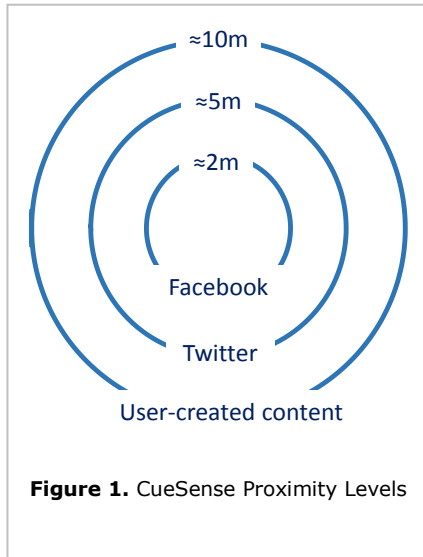 ≈10m
≈5m
≈2m
Facebook
Twitter
User-created content
Figure 1. CueSense Proximity Levels